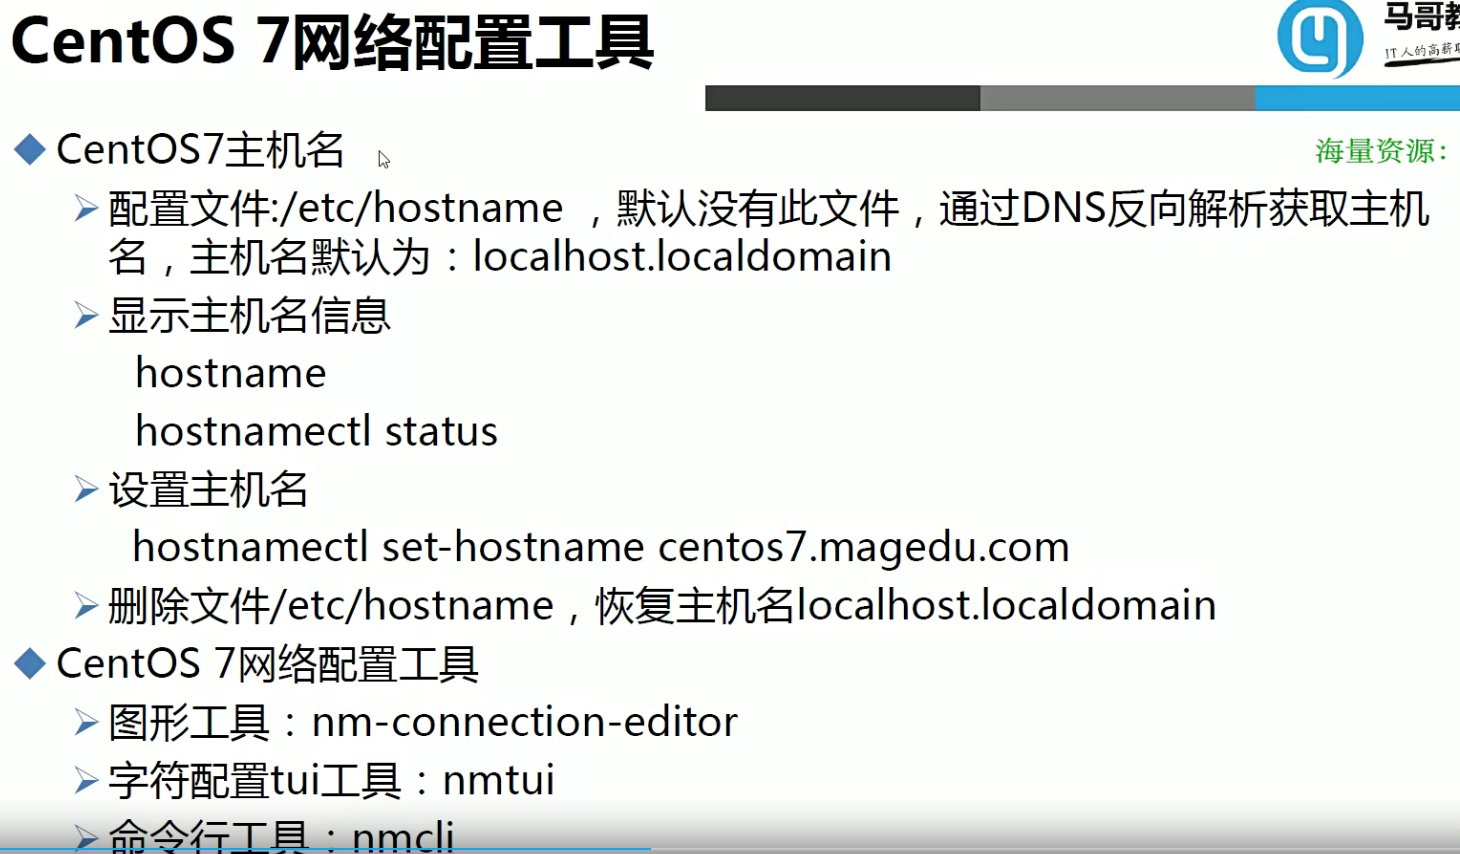 CentOS 7网络配置工具
马哥教
IT人的高薪
海量资源：
CentOS7主机名
配置文件:/etc/hostname ，默认没有此文件，通过DNS反向解析获取主机
名，主机名默认为：localhost.localdomain
显示主机名信息
hostname
hostnamectl status
设置主机名
hostnamectl set-hostname centos7.magedu.com
删除文件/etc/hostname，恢复主机名localhost.localdomain
CentOS 7网络配置工具
图形工具：nm-connection-editor
字符配置tui工具：nmtui
命令行工具：nmcli